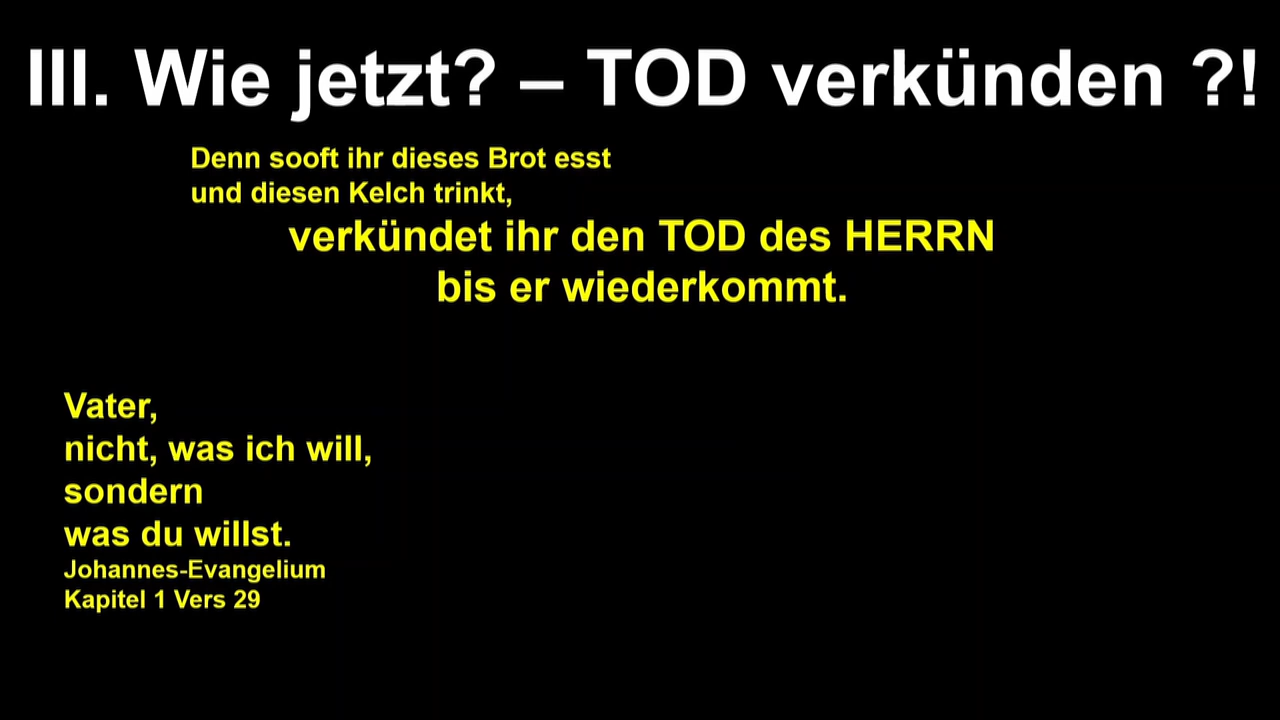 III. Wie jetzt? – TOD verkünden ?!
Denn sooft ihr dieses Brot esst
und diesen Kelch trinkt,
verkündet ihr den TOD des HERRN
bis er wiederkommt.
Vater,
nicht, was ich will,
sondern
was du willst.
Johannes-Evangelium
Kapitel 1 Vers 29